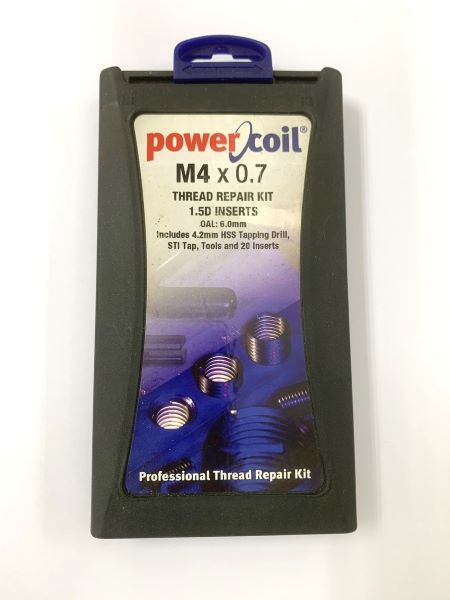 powercoil®
M4 x 0.7
THREAD REPAIR KIT
1.5D INSERTS
OAL: 6.0mm
Includes 4.2mm HSS Tapping Drill,
STI Tap, Tools and 20 Inserts
Professional Thread Repair Kit